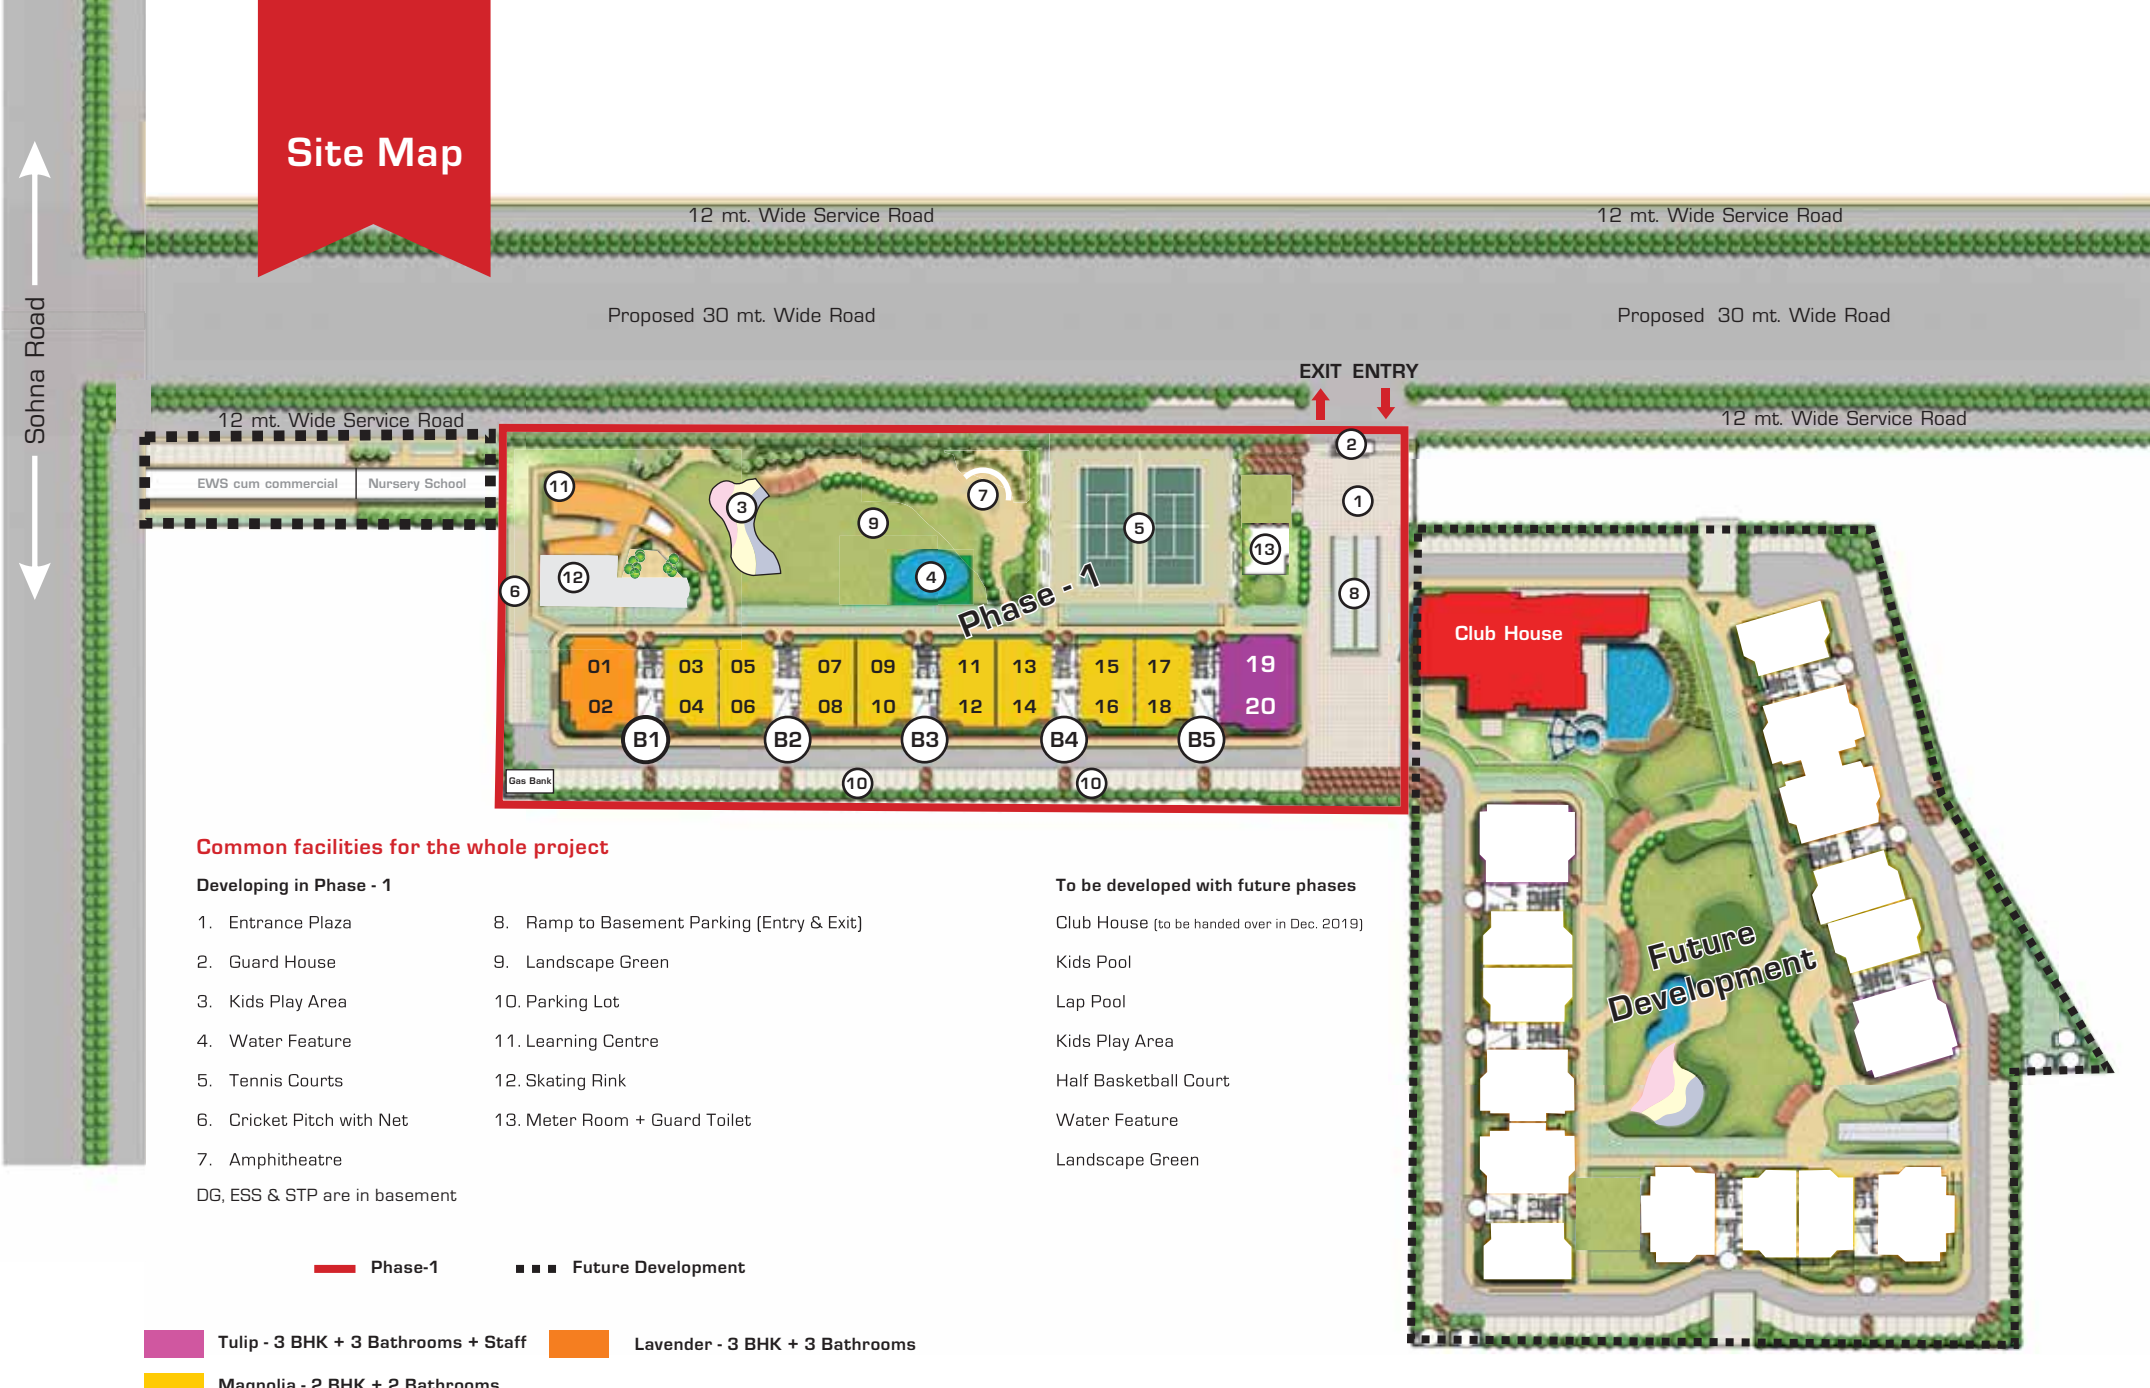 Site Map
12 mt. Wide Service Road
12 mt. Wide Service Road
Sohna Road
Proposed 30 mt. Wide Road
Proposed 30 mt. Wide Road
EXIT ENTRY
12 mt. Wide Service Road
12 mt. Wide Service Road
EWS cum commercial
Nursery School
2
11
3
7
1
9
5
13
12
4
6
8
Phase - 1
Club House
01 03 05 07 09 11 13 15 17 19
02 04 06 08 10 12 14 16 18 20
B1 B2 B3 B4 B5
Gas Bank
10
10
Future
Development
Common facilities for the whole project
Developing in Phase - 1
1. Entrance Plaza
2. Guard House
3. Kids Play Area
4. Water Feature
5. Tennis Courts
6. Cricket Pitch with Net
7. Amphitheatre
DG, ESS & STP are in basement
8. Ramp to Basement Parking (Entry & Exit)
9. Landscape Green
10. Parking Lot
11. Learning Centre
12. Skating Rink
13. Meter Room + Guard Toilet
To be developed with future phases
Club House (to be handed over in Dec. 2019)
Kids Pool
Lap Pool
Kids Play Area
Half Basketball Court
Water Feature
Landscape Green
Phase-1
Future Development
Tulip - 3 BHK + 3 Bathrooms + Staff
Lavender - 3 BHK + 3 Bathrooms
Magnolia - 2 BHK + 2 Bathrooms